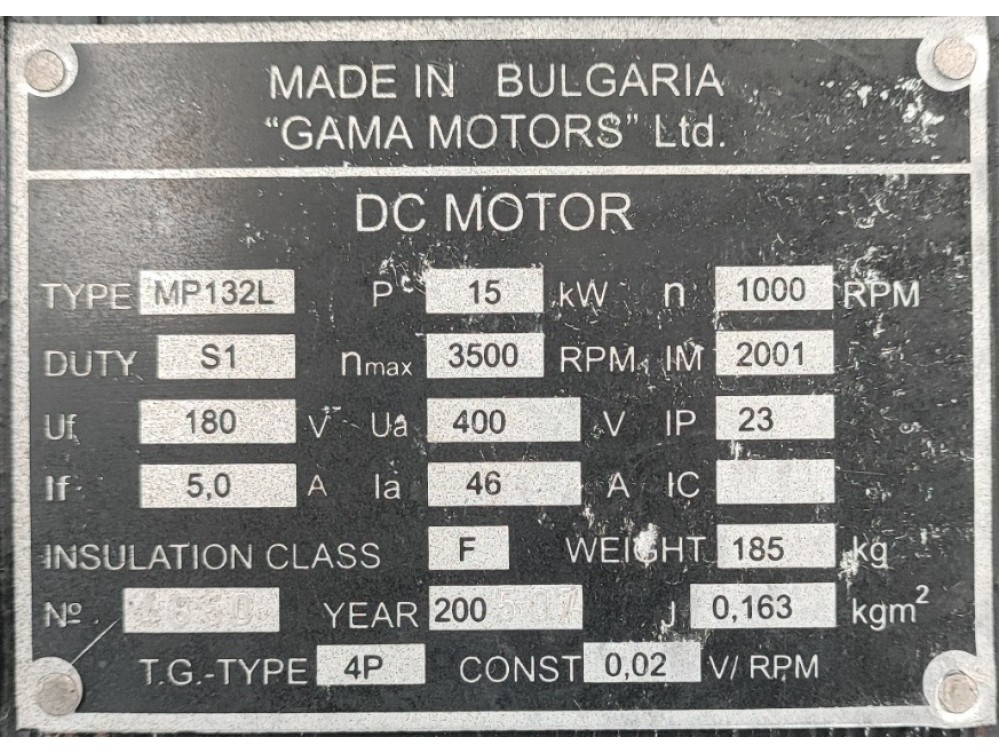 MADE IN BULGARIA
“GAMA MOTORS” Ltd.
DC MOTOR
TYPE MP132L P 15 kW n 1000 RPM
DUTY S1 nmax 3500 RPM IM 2001
Uf 180 V Ua 400 V IP 23
If 5,0 A Ia 46 A IC
INSULATION CLASS F WEIGHT 185 kg
№ YEAR 200 J 0,163 kgm²
T.G.-TYPE 4P CONST 0,02 V/ RPM